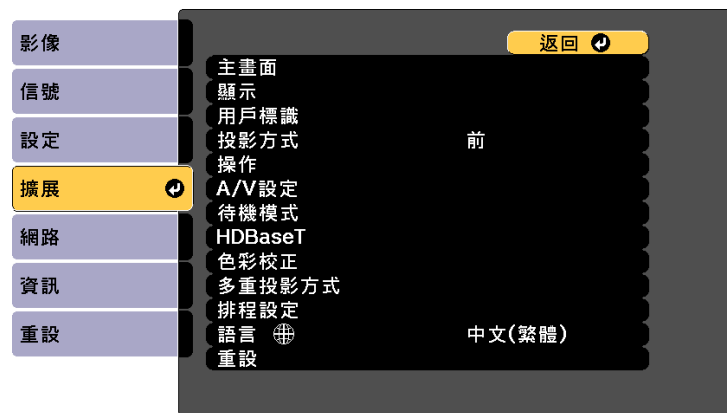 影像
信號
設定
擴展
網路
資訊
重設
返回
主畫面
顯示
用戶標識
投影方式 前
操作
A/V設定
待機模式
HDBaseT
色彩校正
多重投影方式
排程設定
語言 中文(繁體)
重設